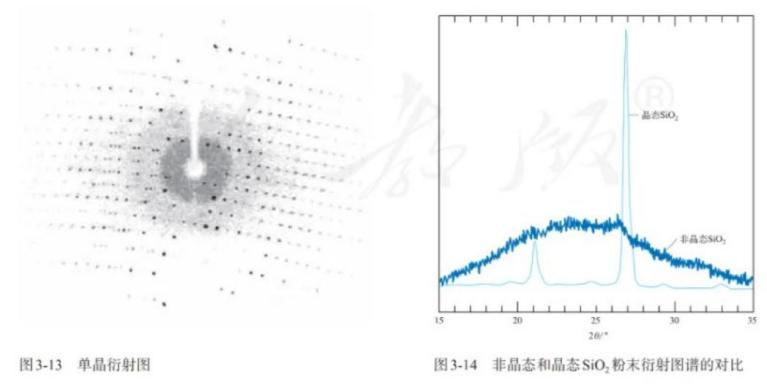 教版®
晶态SiO₂
非晶态SiO₂
15 20 25 30 35
2θ/°
图3-13 单晶衍射图
图3-14 非晶态和晶态SiO₂粉末衍射图谱的对比